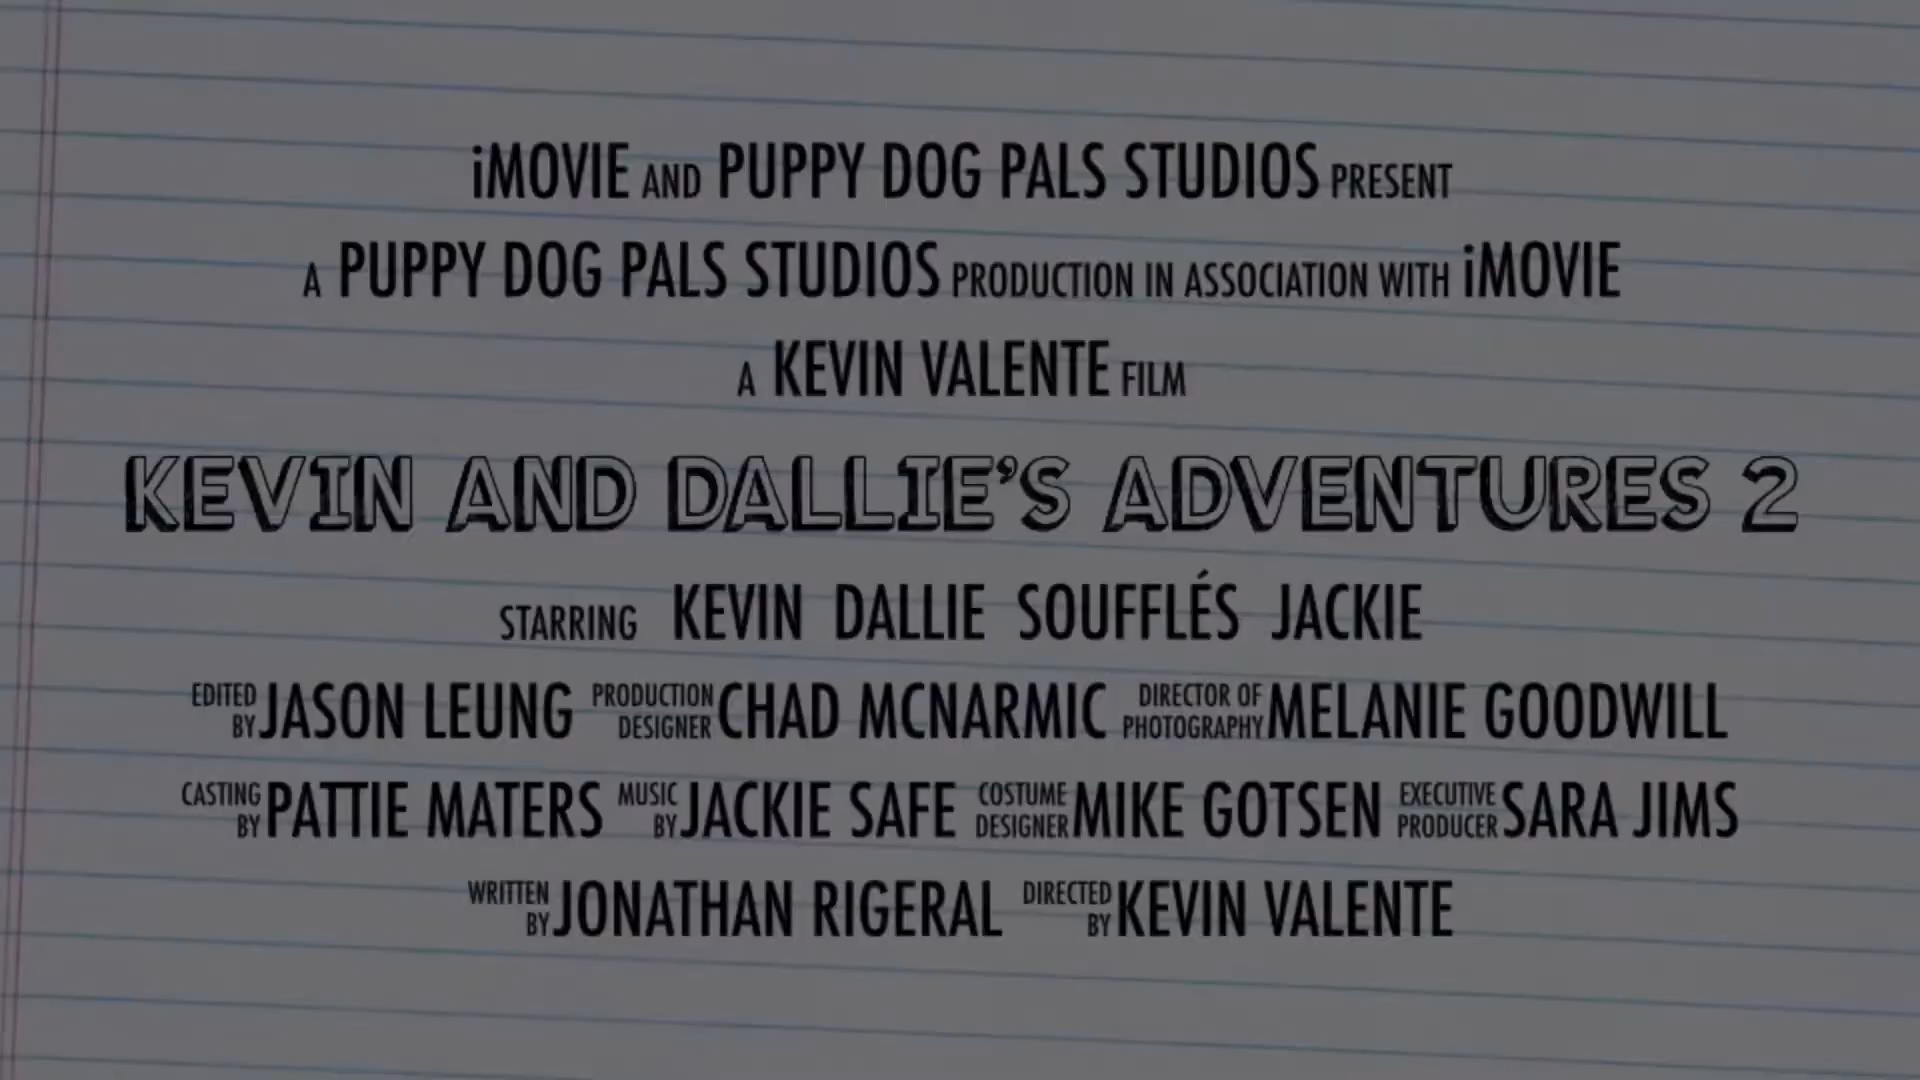 iMOVIE AND PUPPY DOG PALS STUDIOS PRESENT
A PUPPY DOG PALS STUDIOS PRODUCTION IN ASSOCIATION WITH iMOVIE
A KEVIN VALENTE FILM
KEVIN AND DALLIE'S ADVENTURES 2
STARRING KEVIN DALLIE SOUFFLÉS JACKIE
EDITED BY JASON LEUNG PRODUCTION DESIGNER CHAD MCNARMIC DIRECTOR OF PHOTOGRAPHY MELANIE GOODWILL
CASTING BY PATTIE MATERS MUSIC BY JACKIE SAFE COSTUME DESIGNER MIKE GOTSEN EXECUTIVE PRODUCER SARA JIMS
WRITTEN BY JONATHAN RIGERAL DIRECTED BY KEVIN VALENTE